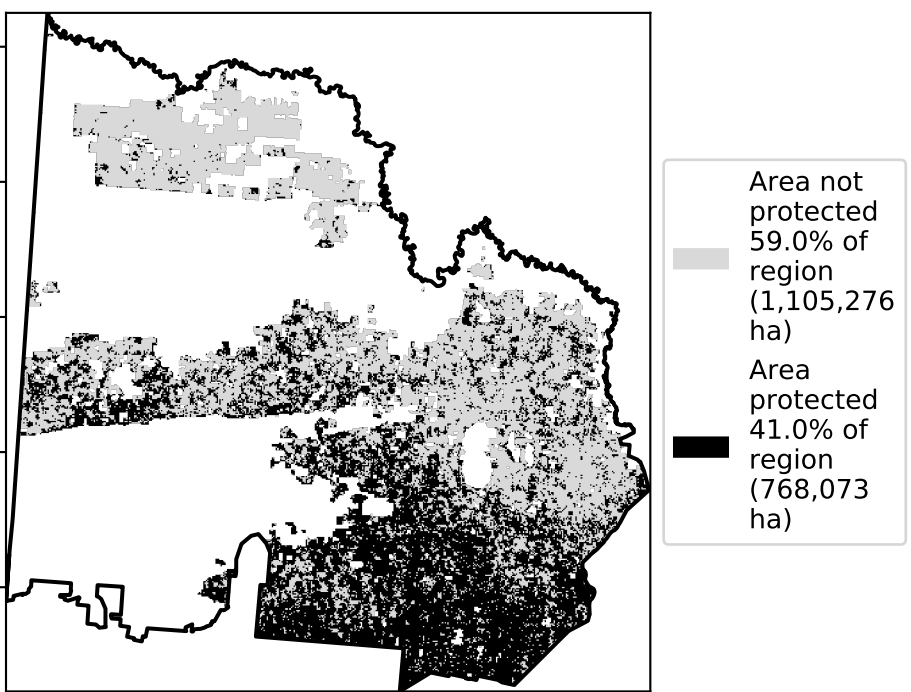 Area not
protected
59.0% of
region
(1,105,276
ha)
Area
protected
41.0% of
region
(768,073
ha)